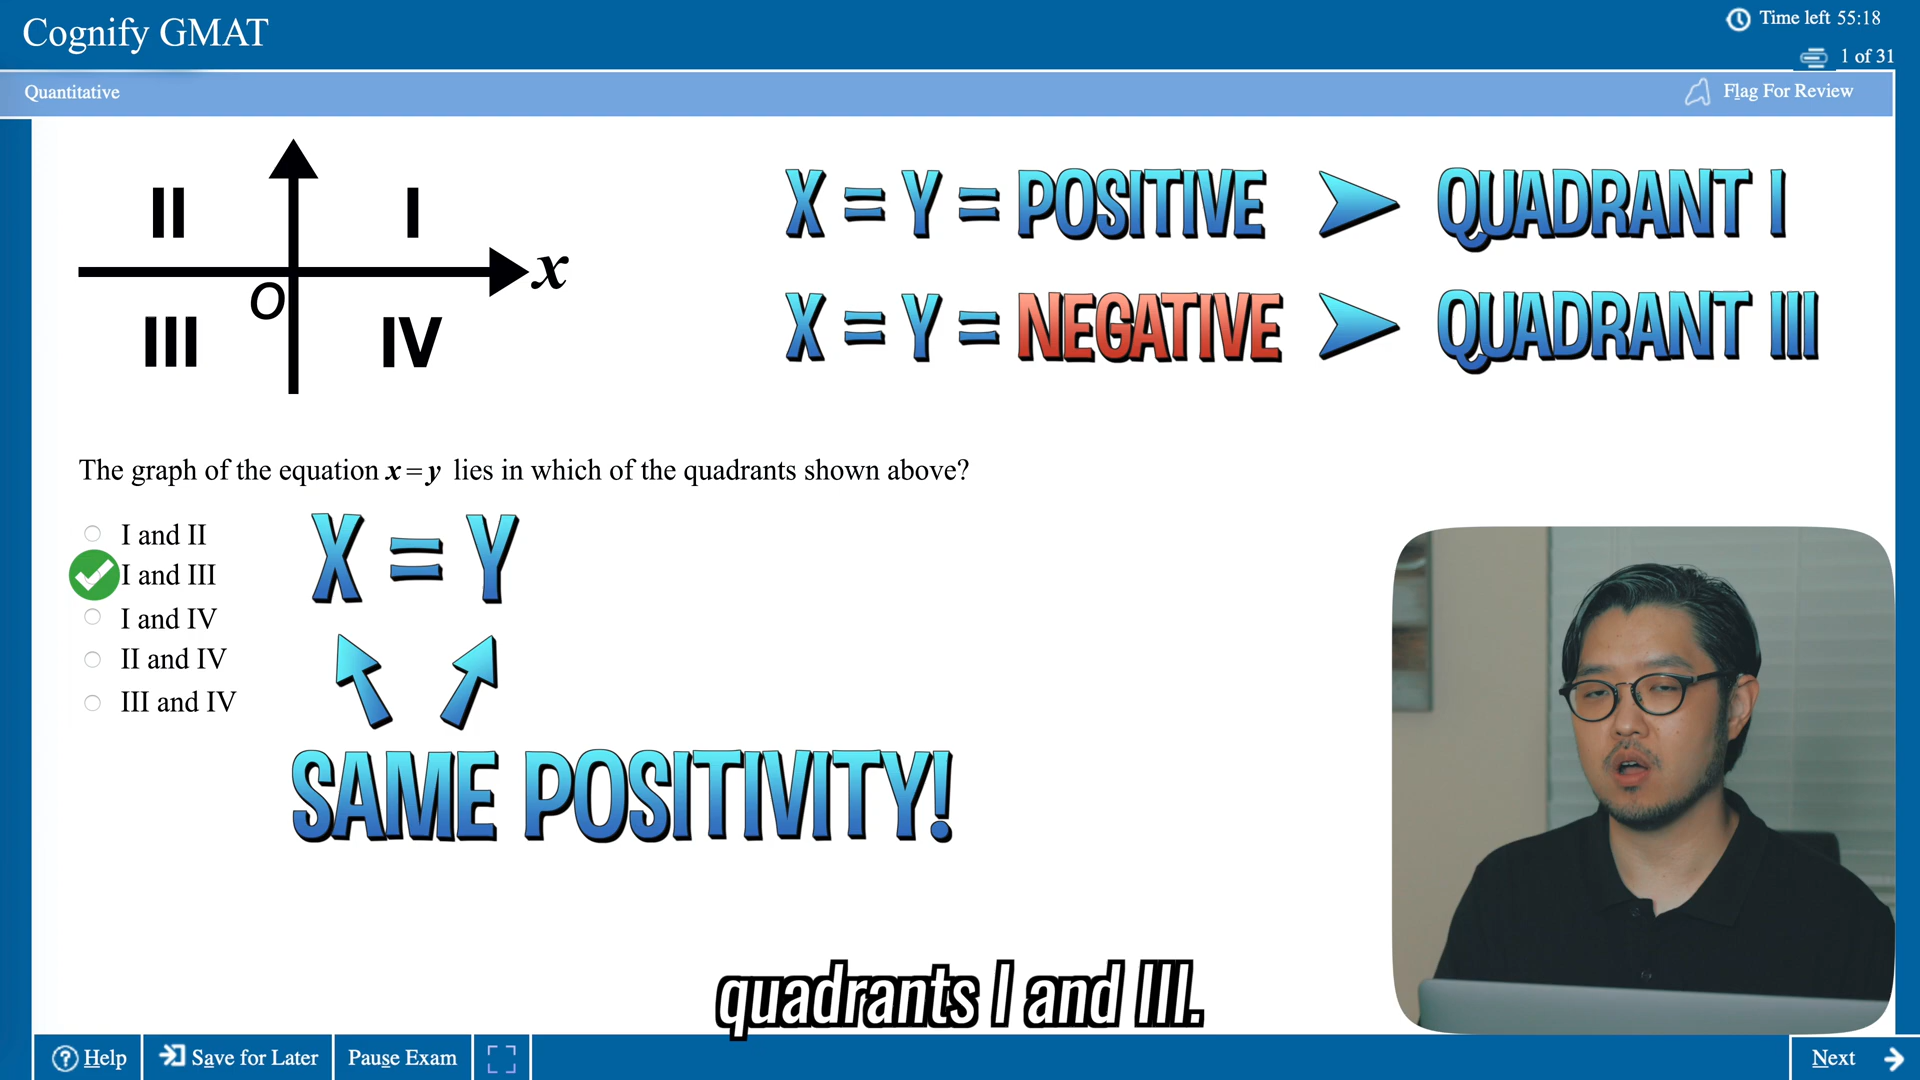 Cognify GMAT
Time left 55:18
1 of 31
Quantitative
Flag For Review
II
I
x
O
III
IV
X = Y = POSITIVE > QUADRANT I
X = Y = NEGATIVE > QUADRANT III
The graph of the equation x=y lies in which of the quadrants shown above?
I and II
I and III
I and IV
II and IV
III and IV
X = Y
SAME POSITIVITY!
quadrants I and III.
Help
Save for Later
Pause Exam
Next